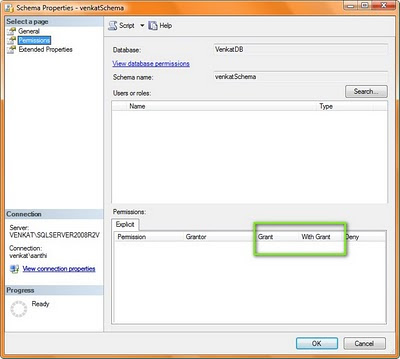 Schema Properties - venkatSchema
Select a page
General
Permissions
Extended Properties
Script Help
Database: VenkatDB
View database permissions
Schema name: venkatSchema
Users or roles: Search...
Name Type
Permissions:
Explicit
Permission Grantor Grant With Grant Deny
Connection
Server:
VENKAT\SQLSERVER2008R2V
Connection:
venkat\aanthi
View connection properties
Progress
Ready
OK Cancel